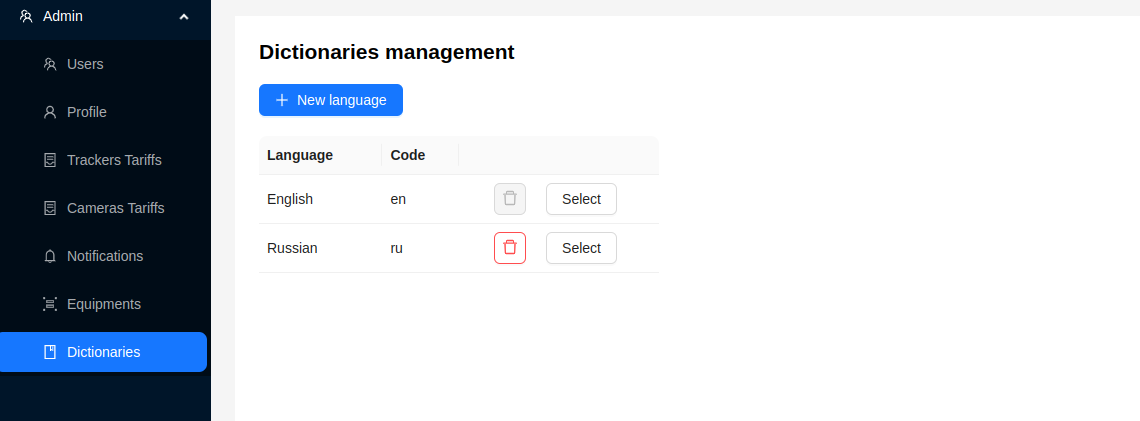 Admin
Users
Profile
Trackers Tariffs
Cameras Tariffs
Notifications
Equipments
Dictionaries
Dictionaries management
New language
Language Code
English en Select
Russian ru Select